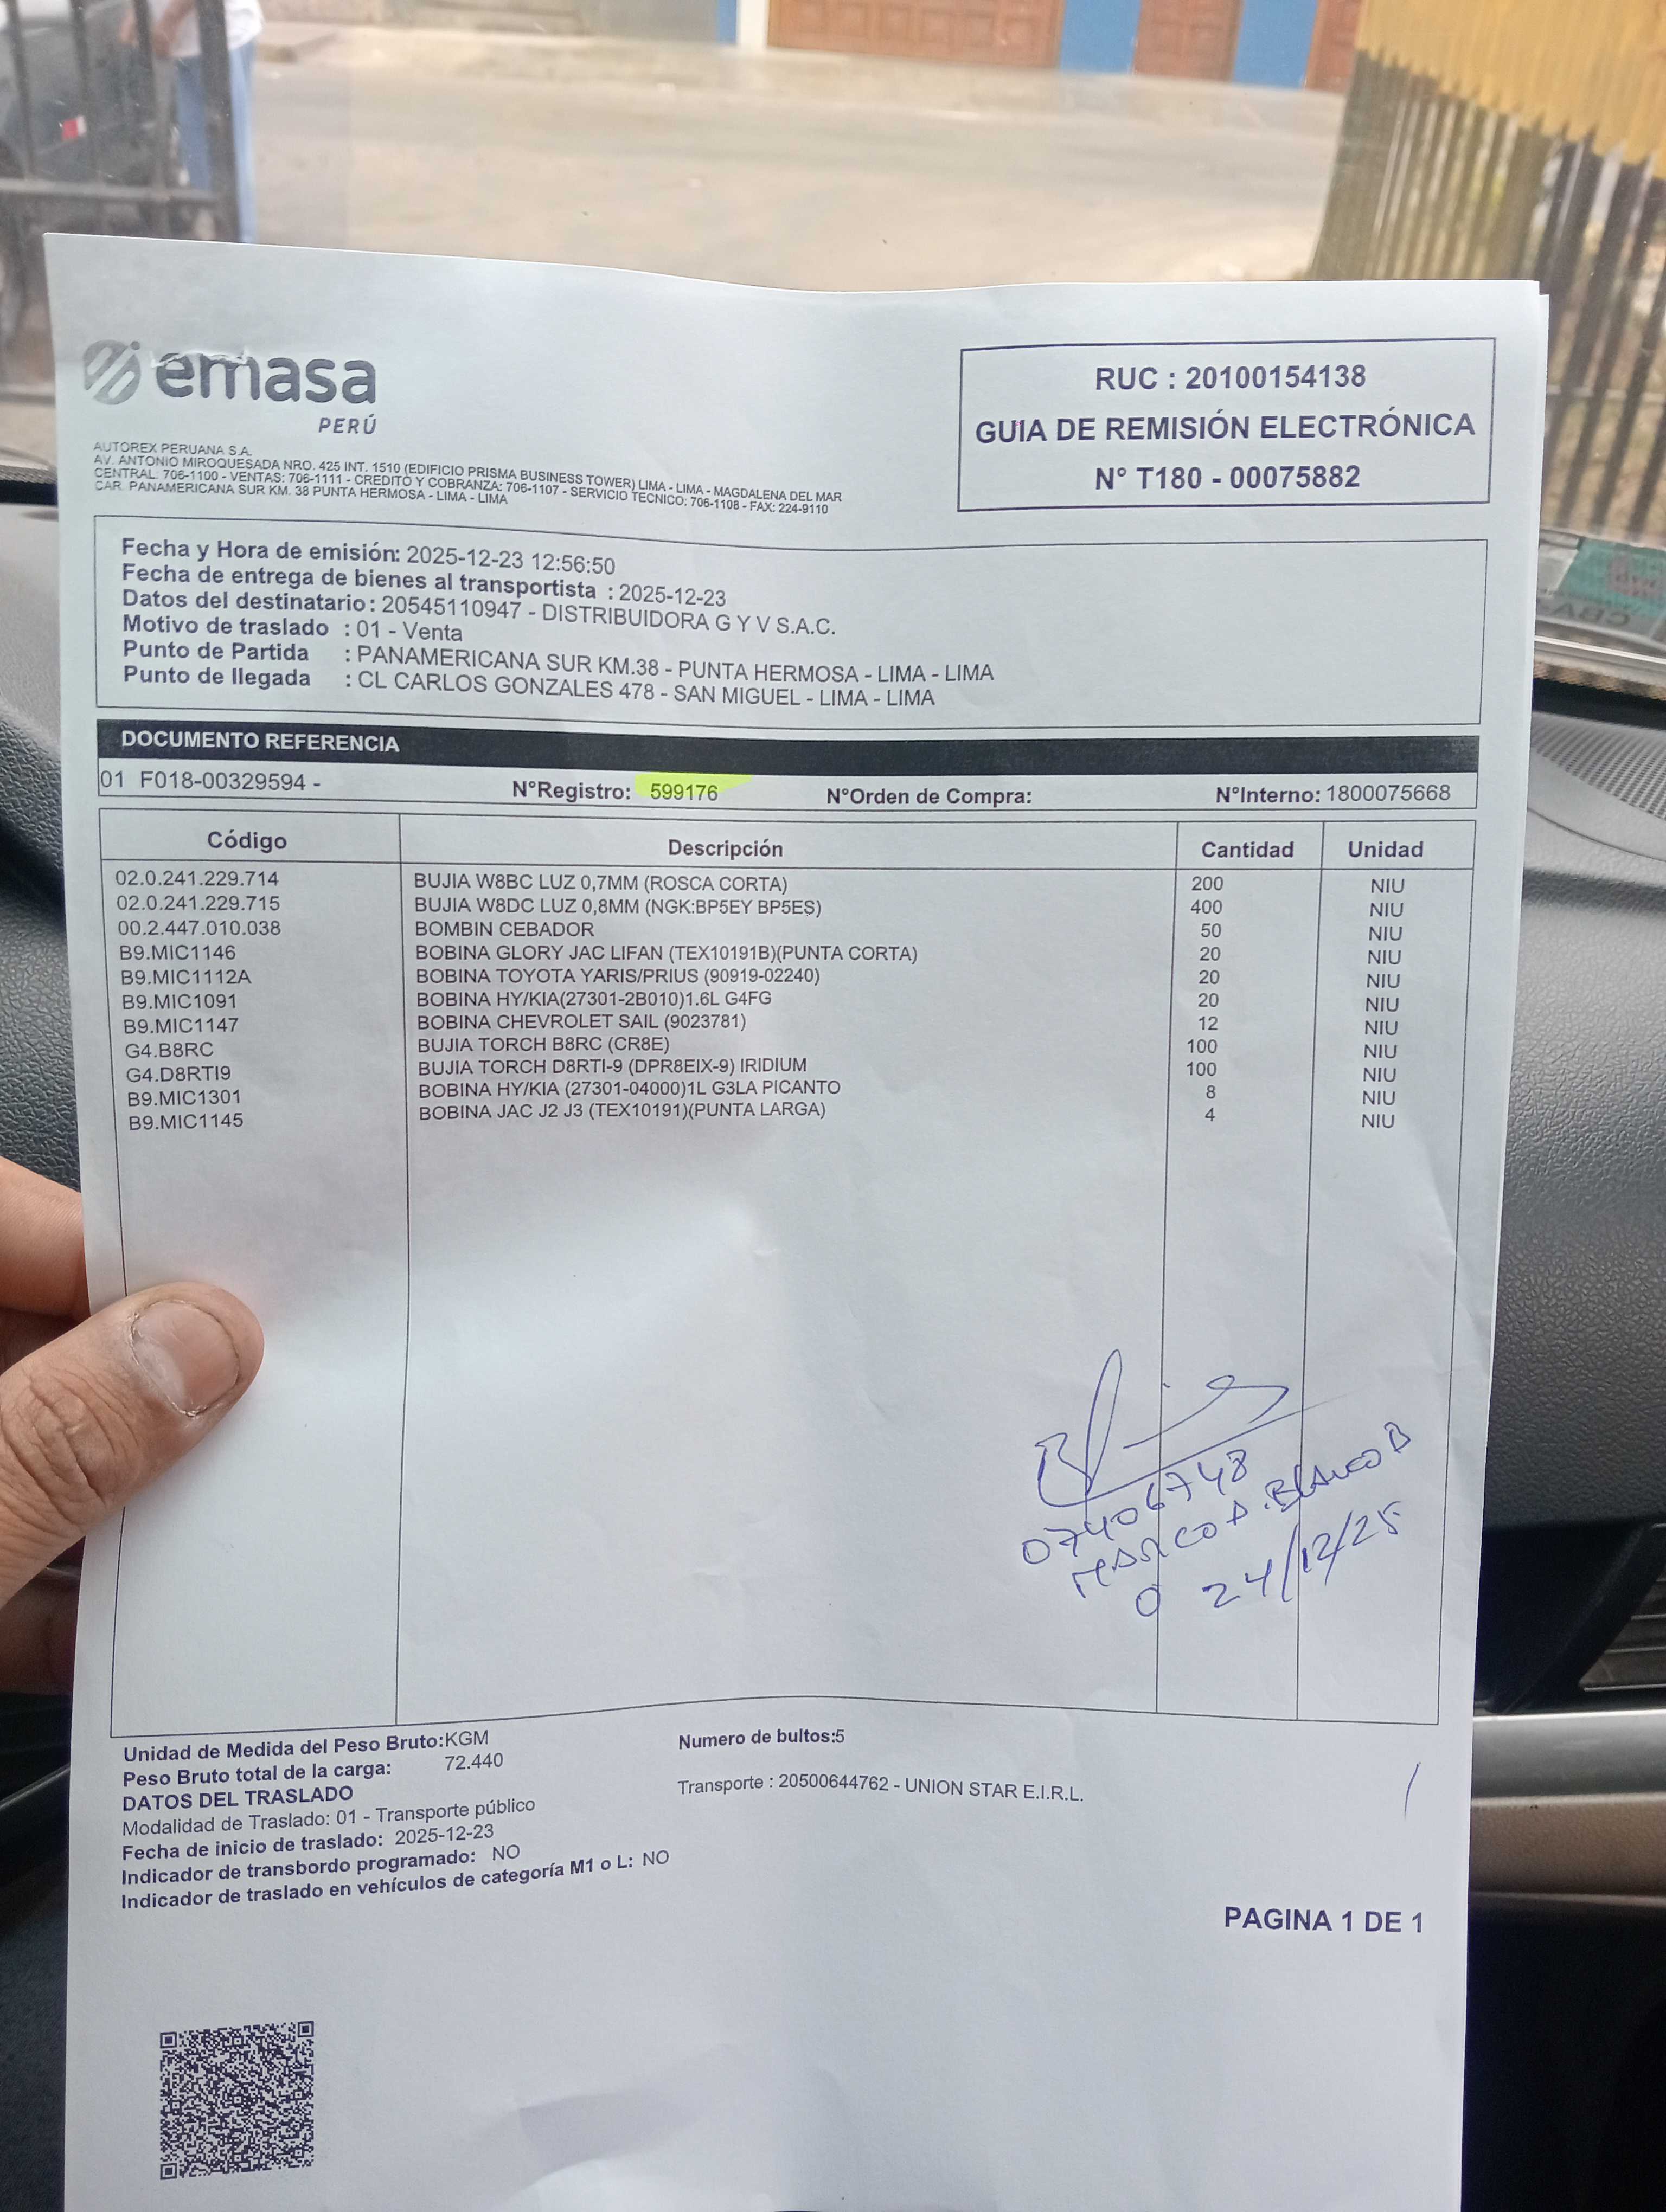 emasa
PERÚ
RUC : 20100154138
GUIA DE REMISIÓN ELECTRÓNICA
N° T180 - 00075882
AUTOREX PERUANA S.A.
AV. ANTONIO MIROQUESADA NRO. 425 INT. 1510 (EDIFICIO PRISMA BUSINESS TOWER) LIMA - LIMA - MAGDALENA DEL MAR
CENTRAL: 706-1100 - VENTAS: 706-1111 - CREDITO Y COBRANZA: 706-1107 - SERVICIO TECNICO: 706-1108 - FAX: 224-9110
CAR. PANAMERICANA SUR KM. 38 PUNTA HERMOSA - LIMA - LIMA
Fecha y Hora de emisión: 2025-12-23 12:56:50
Fecha de entrega de bienes al transportista : 2025-12-23
Datos del destinatario : 20545110947 - DISTRIBUIDORA G Y V S.A.C.
Motivo de traslado : 01 - Venta
Punto de Partida : PANAMERICANA SUR KM.38 - PUNTA HERMOSA - LIMA - LIMA
Punto de llegada : CL CARLOS GONZALES 478 - SAN MIGUEL - LIMA - LIMA
DOCUMENTO REFERENCIA
01 F018-00329594 - N°Registro: 599176 N°Orden de Compra: N°Interno: 1800075668
Código Descripción Cantidad Unidad
02.0.241.229.714 BUJIA W8BC LUZ 0,7MM (ROSCA CORTA) 200 NIU
02.0.241.229.715 BUJIA W8DC LUZ 0,8MM (NGK:BP5EY BP5ES) 400 NIU
00.2.447.010.038 BOMBIN CEBADOR 50 NIU
B9.MIC1146 BOBINA GLORY JAC LIFAN (TEX10191B)(PUNTA CORTA) 20 NIU
B9.MIC1112A BOBINA TOYOTA YARIS/PRIUS (90919-02240) 20 NIU
B9.MIC1091 BOBINA HY/KIA(27301-2B010)1.6L G4FG 20 NIU
B9.MIC1147 BOBINA CHEVROLET SAIL (9023781) 12 NIU
G4.B8RC BUJIA TORCH B8RC (CR8E) 100 NIU
G4.D8RTI9 BUJIA TORCH D8RTI-9 (DPR8EIX-9) IRIDIUM 100 NIU
B9.MIC1301 BOBINA HY/KIA (27301-04000)1L G3LA PICANTO 8 NIU
B9.MIC1145 BOBINA JAC J2 J3 (TEX10191)(PUNTA LARGA) 4 NIU
07406748
MARCO A. BLANCO B
24/12/25
Unidad de Medida del Peso Bruto:KGM Numero de bultos:5
Peso Bruto total de la carga: 72.440
DATOS DEL TRASLADO Transporte : 20500644762 - UNION STAR E.I.R.L.
Modalidad de Traslado: 01 - Transporte público
Fecha de inicio de traslado: 2025-12-23
Indicador de transbordo programado: NO
Indicador de traslado en vehículos de categoría M1 o L: NO
PAGINA 1 DE 1